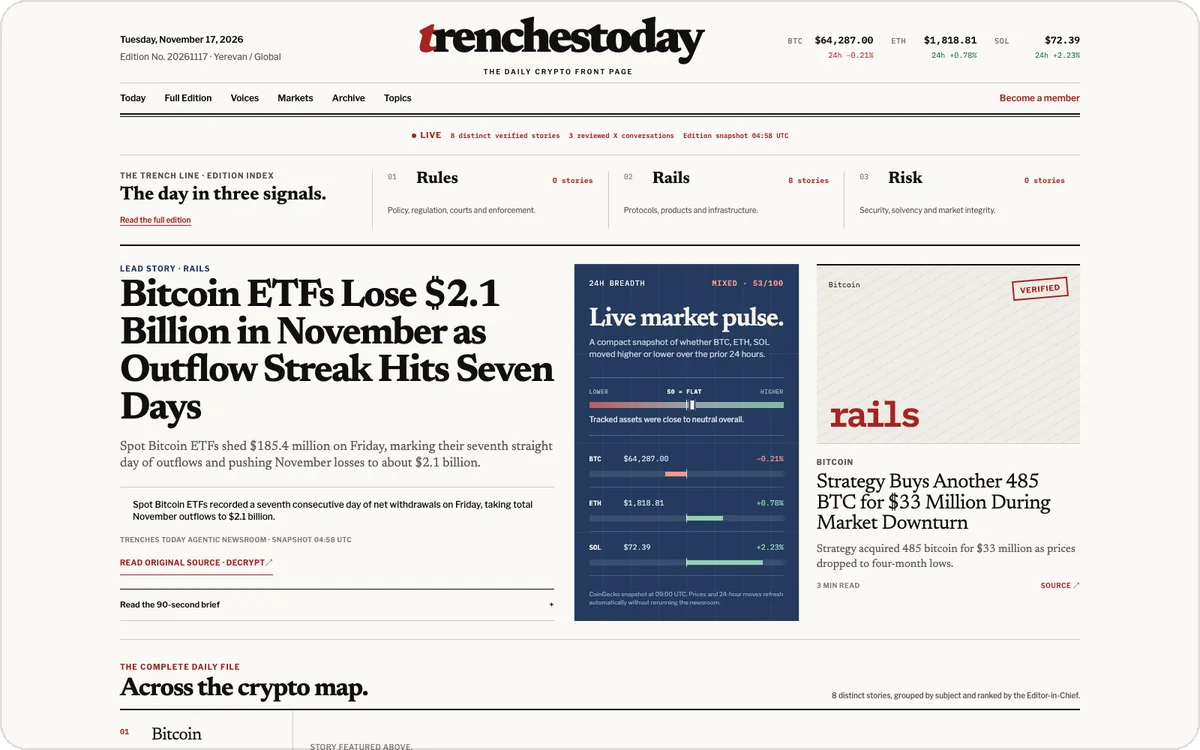 Tuesday, November 17, 2026
Edition No. 20261117 · Yerevan / Global
trenchestoday
THE DAILY CRYPTO FRONT PAGE
BTC $64,287.00 ETH $1,818.81 SOL $72.39
24h −0.21% 24h +0.78% 24h +2.23%
Today Full Edition Voices Markets Archive Topics Become a member
LIVE 8 distinct verified stories 3 reviewed X conversations Edition snapshot 04:58 UTC
THE TRENCH LINE · EDITION INDEX
The day in three signals.
Read the full edition
01 Rules 0 stories
Policy, regulation, courts and enforcement.
02 Rails 8 stories
Protocols, products and infrastructure.
03 Risk 0 stories
Security, solvency and market integrity.
LEAD STORY · RAILS
Bitcoin ETFs Lose $2.1
Billion in November as
Outflow Streak Hits Seven
Days
Spot Bitcoin ETFs shed $185.4 million on Friday, marking their seventh straight
day of outflows and pushing November losses to about $2.1 billion.
Spot Bitcoin ETFs recorded a seventh consecutive day of net withdrawals on Friday, taking total
November outflows to $2.1 billion.
TRENCHES TODAY AGENTIC NEWSROOM · SNAPSHOT 04:58 UTC
READ ORIGINAL SOURCE · DECRYPT↗
Read the 90-second brief +
24H BREADTH MIXED · 53/100
Live market pulse.
A compact snapshot of whether BTC, ETH, SOL
moved higher or lower over the prior 24 hours.
LOWER 50 = FLAT HIGHER
Tracked assets were close to neutral overall.
BTC $64,287.00 −0.21%
ETH $1,818.81 +0.78%
SOL $72.39 +2.23%
CoinGecko snapshot at 09:00 UTC. Prices and 24-hour moves refresh
automatically without rerunning the newsroom.
Bitcoin
VERIFIED
rails
BITCOIN
Strategy Buys Another 485
BTC for $33 Million During
Market Downturn
Strategy acquired 485 bitcoin for $33 million as prices
dropped to four-month lows.
3 MIN READ SOURCE ↗
THE COMPLETE DAILY FILE
Across the crypto map.
8 distinct stories, grouped by subject and ranked by the Editor-in-Chief.
01 Bitcoin
STORY FEATURED ABOVE.